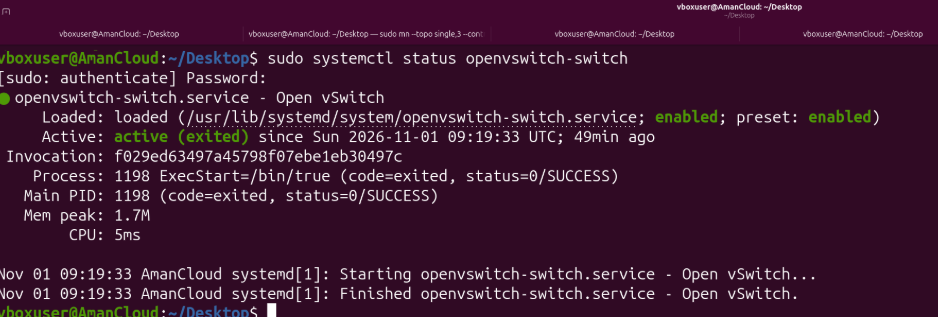 vboxuser@AmanCloud: ~/Desktop
~/Desktop
vboxuser@AmanCloud: ~/Desktop
vboxuser@AmanCloud: ~/Desktop — sudo mn --topo single,3 --cont
vboxuser@AmanCloud: ~/Desktop
vboxuser@AmanCloud: ~/Desktop
vboxuser@AmanCloud:~/Desktop$ sudo systemctl status openvswitch-switch
[sudo: authenticate] Password:
● openvswitch-switch.service - Open vSwitch
Loaded: loaded (/usr/lib/systemd/system/openvswitch-switch.service; enabled; preset: enabled)
Active: active (exited) since Sun 2026-11-01 09:19:33 UTC; 49min ago
Invocation: f029ed63497a45798f07ebe1eb30497c
Process: 1198 ExecStart=/bin/true (code=exited, status=0/SUCCESS)
Main PID: 1198 (code=exited, status=0/SUCCESS)
Mem peak: 1.7M
CPU: 5ms
Nov 01 09:19:33 AmanCloud systemd[1]: Starting openvswitch-switch.service - Open vSwitch...
Nov 01 09:19:33 AmanCloud systemd[1]: Finished openvswitch-switch.service - Open vSwitch.
vboxuser@AmanCloud:~/Desktop$